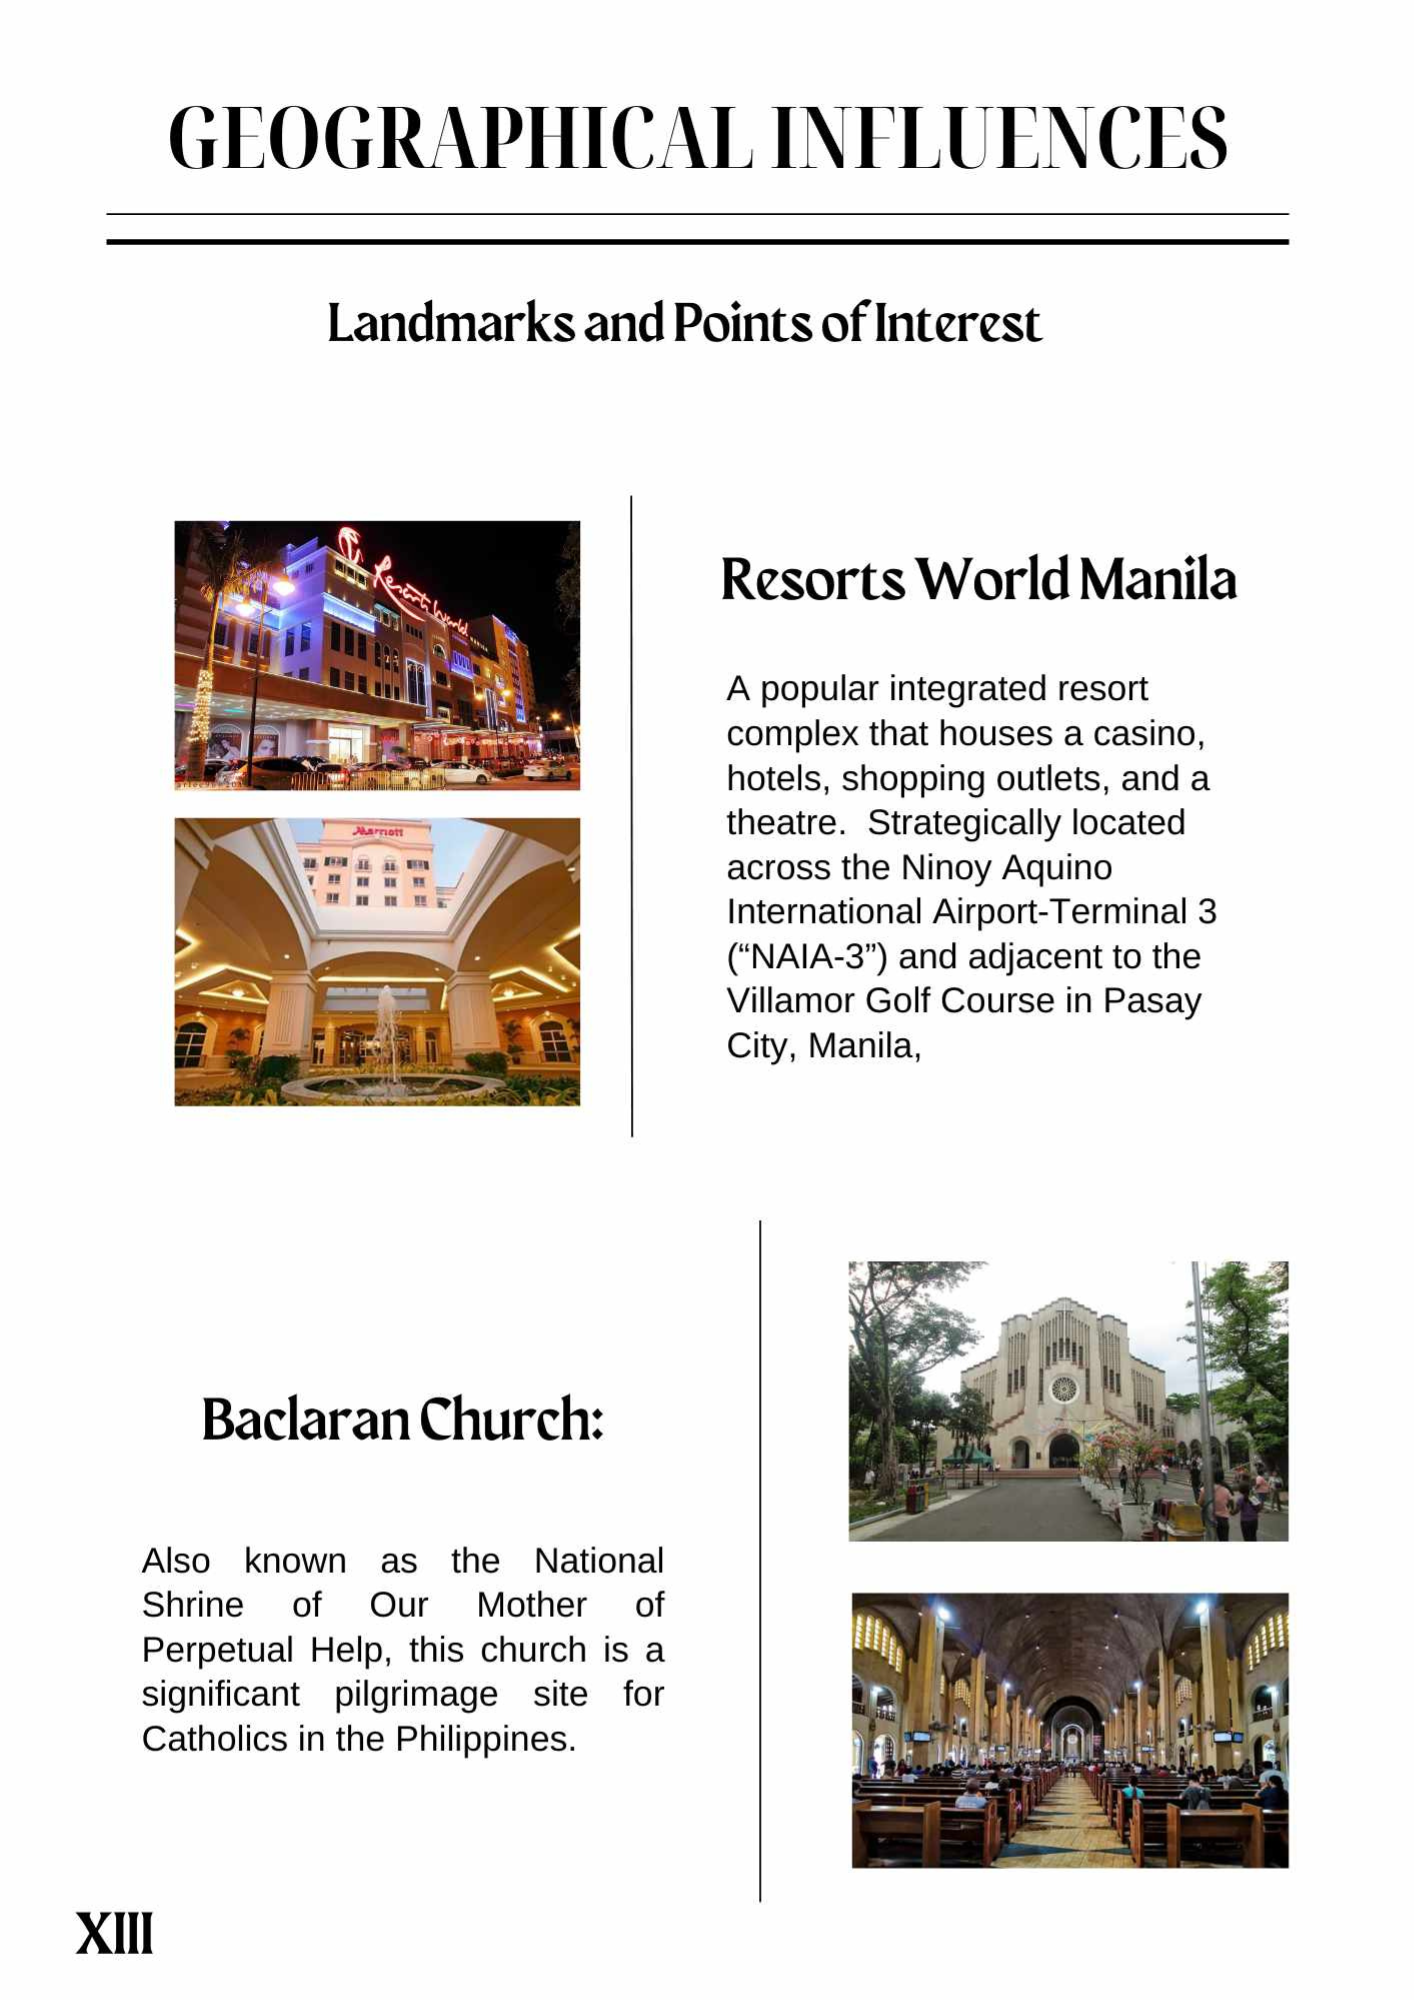 GEOGRAPHICAL INFLUENCES
Landmarks and Points of Interest
Resorts World
Marriott
Resorts World Manila
A popular integrated resort
complex that houses a casino,
hotels, shopping outlets, and a
theatre.  Strategically located
across the Ninoy Aquino
International Airport-Terminal 3
(“NAIA-3”) and adjacent to the
Villamor Golf Course in Pasay
City, Manila,
Baclaran Church:
Also known as the National
Shrine of Our Mother of
Perpetual Help, this church is a
significant pilgrimage site for
Catholics in the Philippines.
XIII